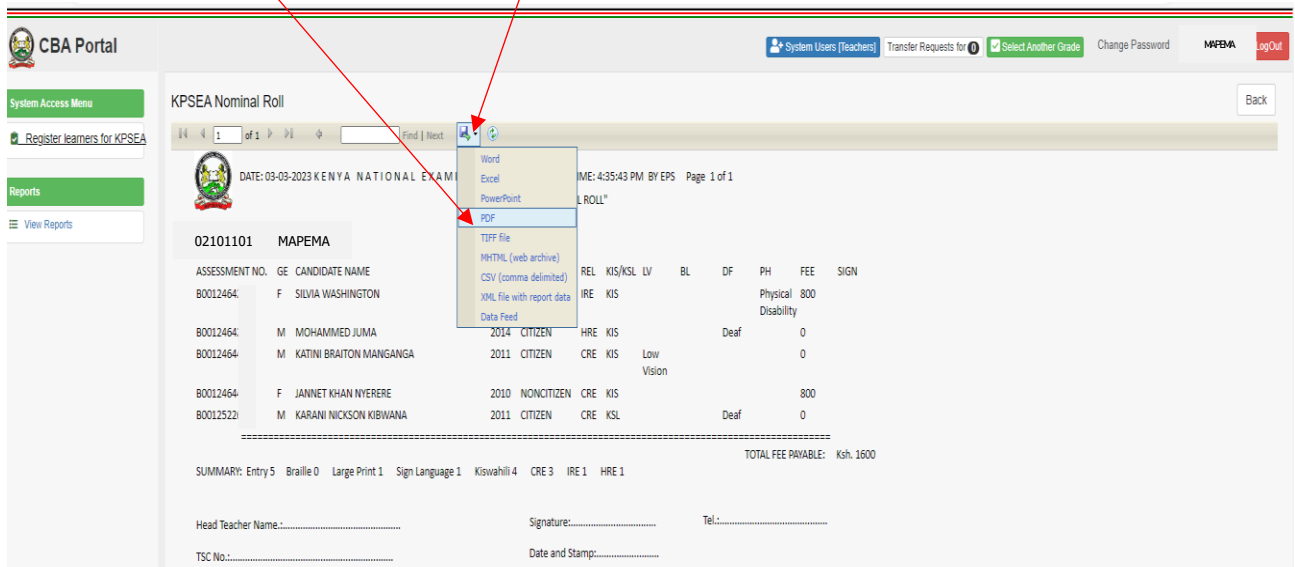 CBA Portal
System Users [Teachers] Transfer Requests for 0 Select Another Grade Change Password MAPEMA LogOut
System Access Menu
Register learners for KPSEA
Reports
View Reports
KPSEA Nominal Roll
Back
1 of 1 Find | Next
Word
Excel
PowerPoint
PDF
TIFF file
MHTML (web archive)
CSV (comma delimited)
XML file with report data
Data Feed
DATE: 03-03-2023 K E N Y A N A T I O N A L E X A M IME: 4:35:43 PM BY EPS Page 1 of 1
L ROLL"
02101101 MAPEMA
ASSESSMENT NO. GE CANDIDATE NAME REL KIS/KSL LV BL DF PH FEE SIGN
B0012464 F SILVIA WASHINGTON IRE KIS Physical 800
Disability
B0012464 M MOHAMMED JUMA 2014 CITIZEN HRE KIS Deaf 0
B0012464 M KATINI BRAITON MANGANGA 2011 CITIZEN CRE KIS Low 0
Vision
B0012464 F JANNET KHAN NYERERE 2010 NONCITIZEN CRE KIS 800
B0012522 M KARANI NICKSON KIBWANA 2011 CITIZEN CRE KSL Deaf 0
TOTAL FEE PAYABLE: Ksh. 1600
SUMMARY: Entry 5 Braille 0 Large Print 1 Sign Language 1 Kiswahili 4 CRE 3 IRE 1 HRE 1
Head Teacher Name.:............................................... Signature:.................................. Tel.:...........................................
TSC No.:................................................................ Date and Stamp:.........................